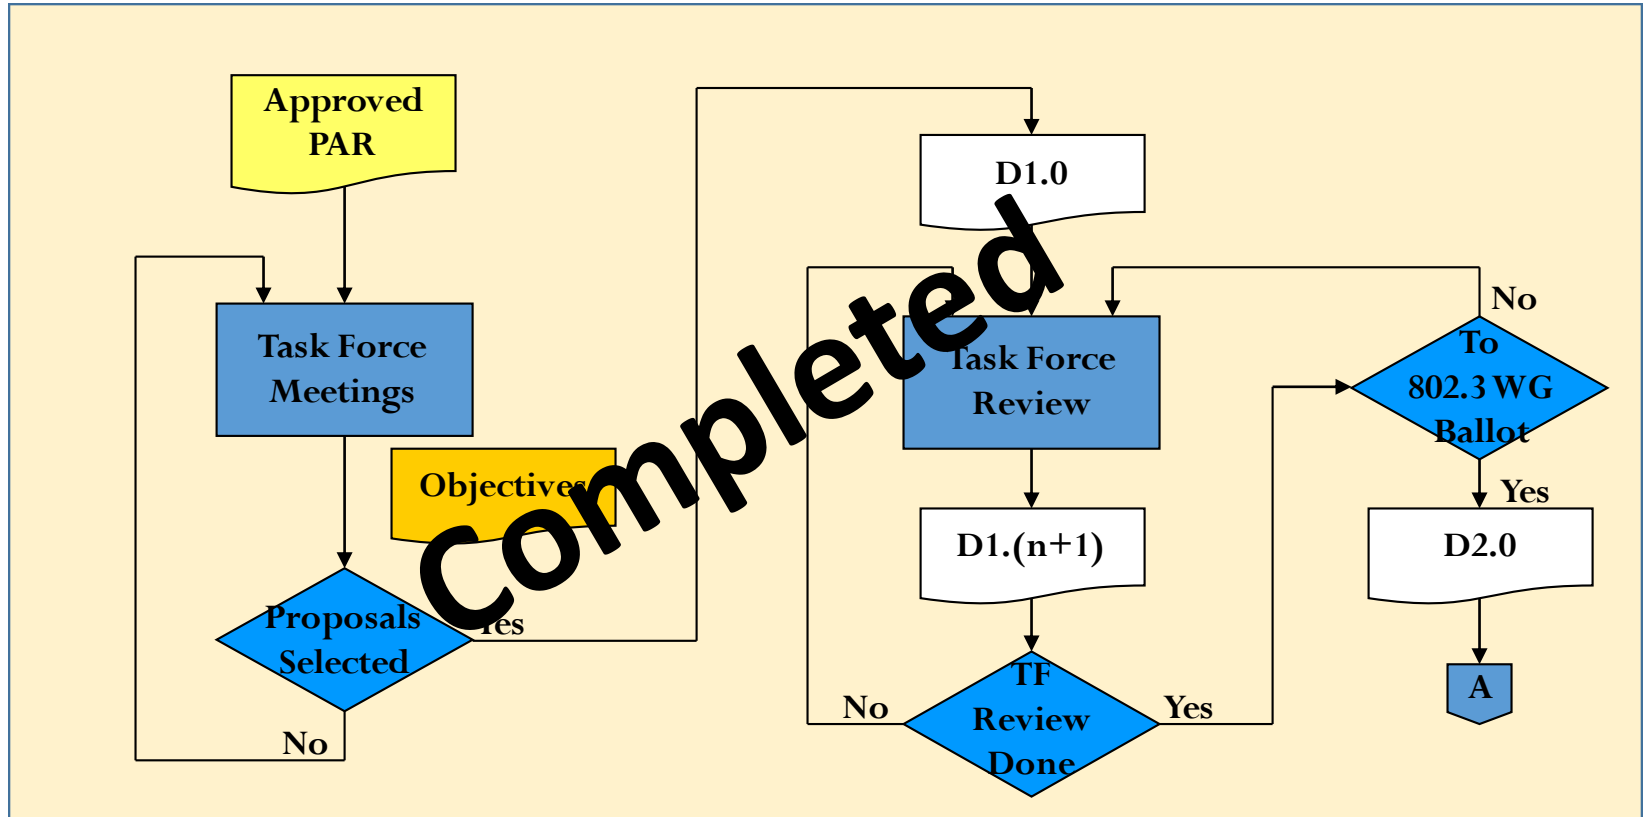 Approved
PAR
Task Force
Meetings
Objectives
Proposals
Selected
Yes
No
D1.0
Task Force
Review
D1.(n+1)
TF
Review
Done
No
Yes
To
802.3 WG
Ballot
No
Yes
D2.0
A
Completed